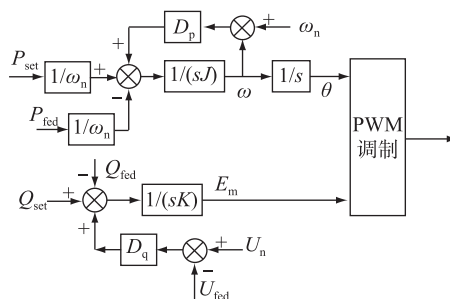 D_p
+
ω_n
+
P_set
1/ω_n
+
−
1/(sJ)
ω
1/s
θ
P_fed
1/ω_n
PWM
调制
−
Q_fed
Q_set
+
+
1/(sK)
E_m
D_q
+
U_n
−
U_fed